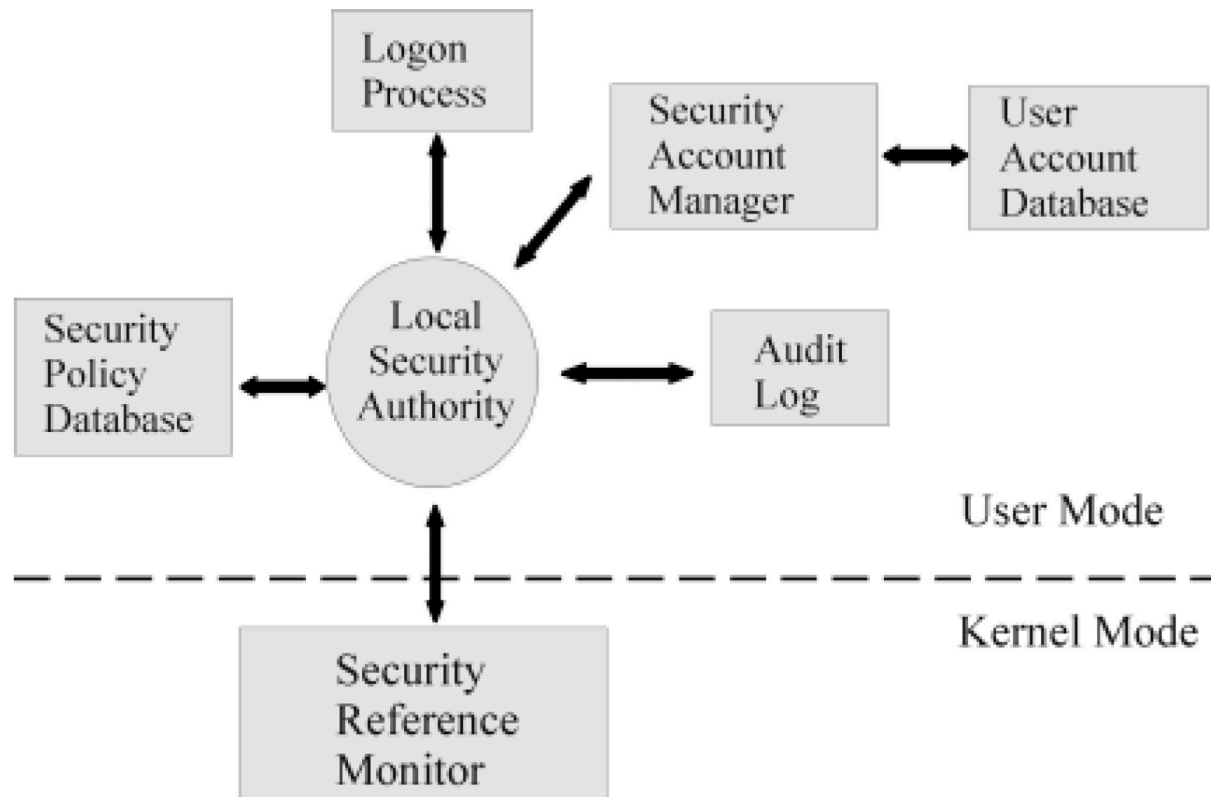 Logon
Process
Security
Account
Manager
User
Account
Database
Security
Policy
Database
Local
Security
Authority
Audit
Log
User Mode
Kernel Mode
Security
Reference
Monitor